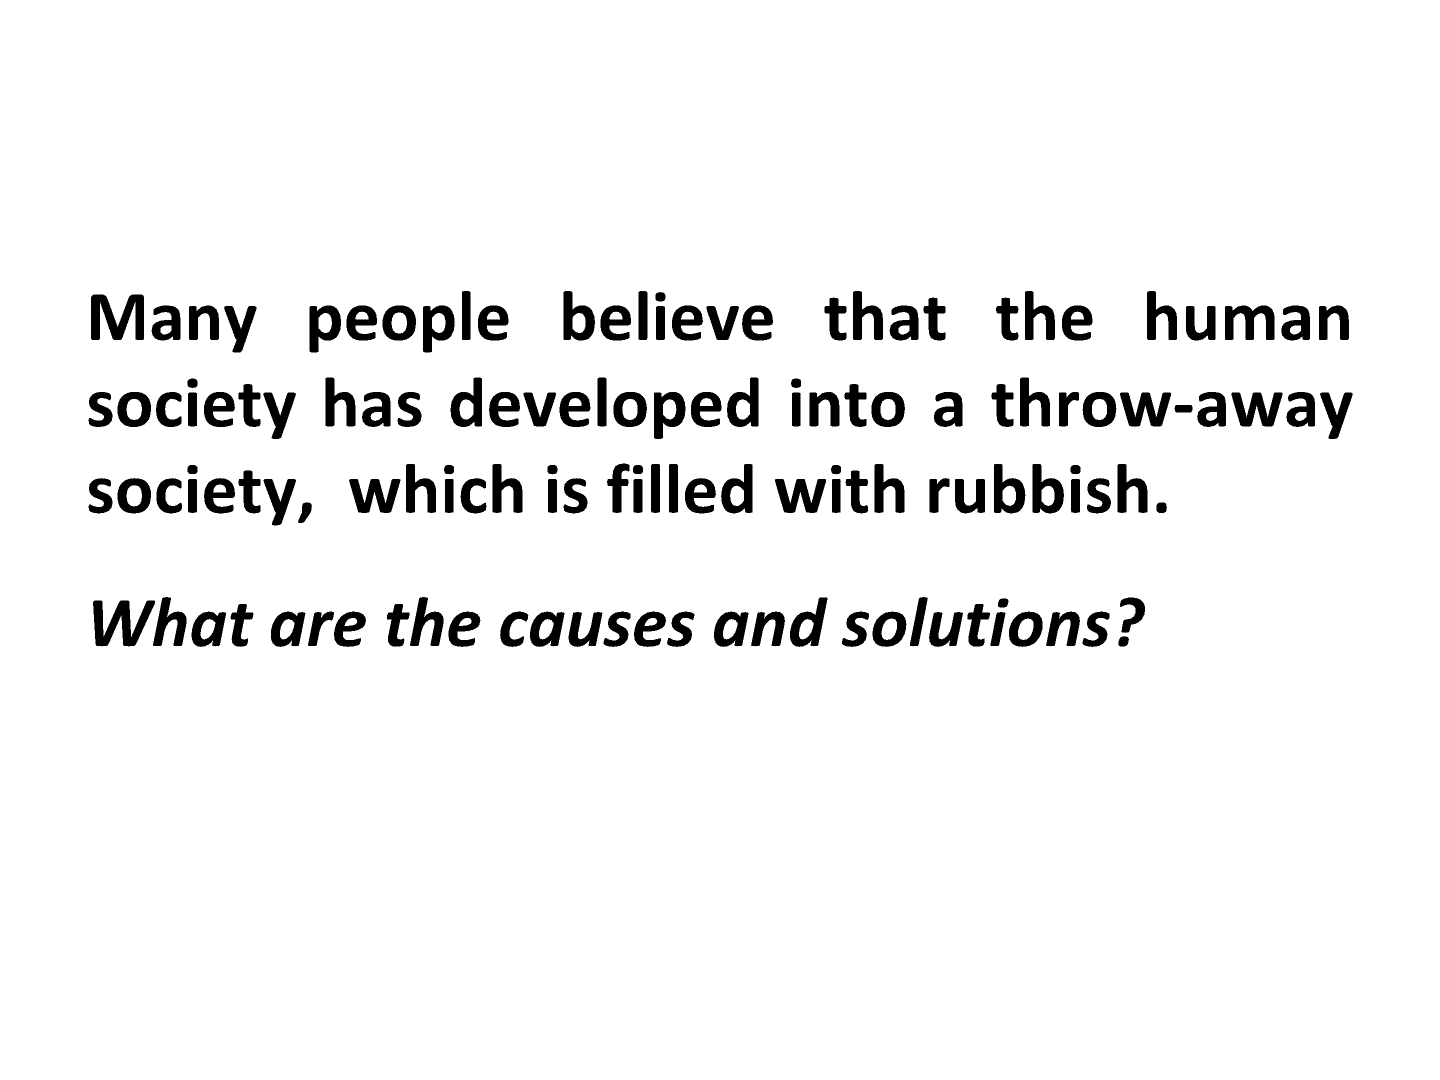 Many people believe that the human
society has developed into a throw-away
society, which is filled with rubbish.
What are the causes and solutions?